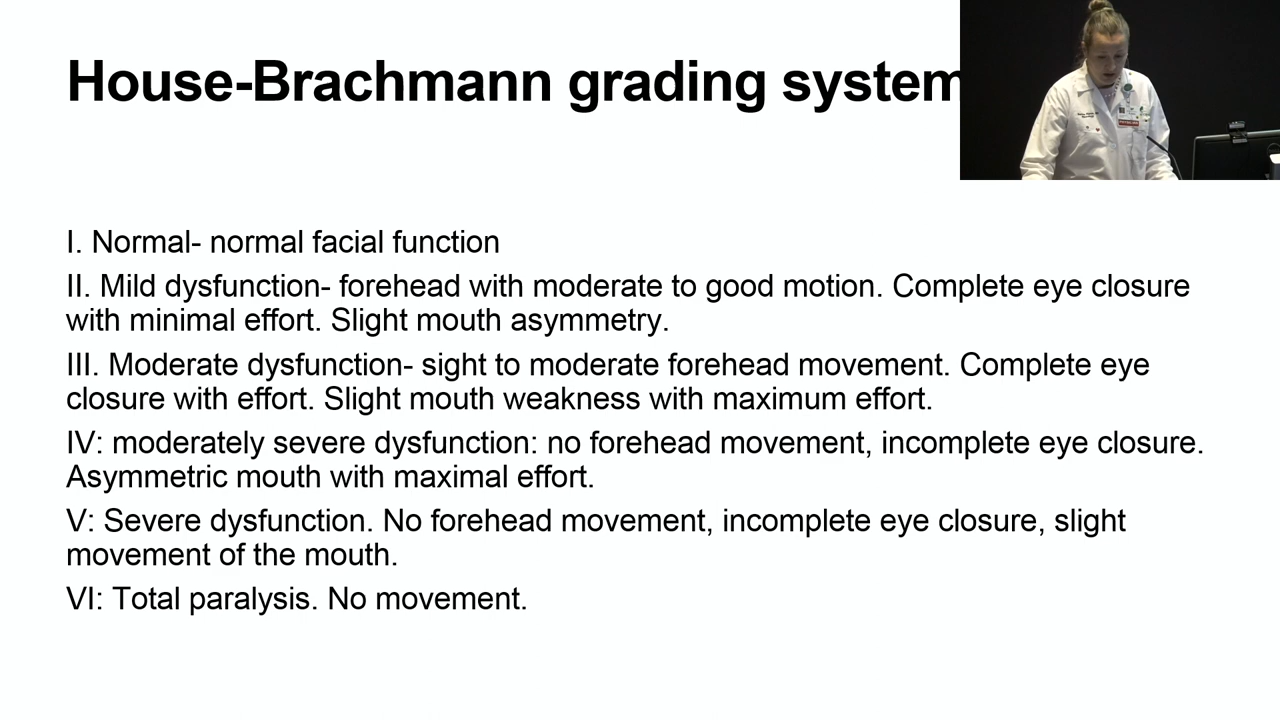 House-Brachmann grading system
I. Normal- normal facial function
II. Mild dysfunction- forehead with moderate to good motion. Complete eye closure
with minimal effort. Slight mouth asymmetry.
III. Moderate dysfunction- sight to moderate forehead movement. Complete eye
closure with effort. Slight mouth weakness with maximum effort.
IV: moderately severe dysfunction: no forehead movement, incomplete eye closure.
Asymmetric mouth with maximal effort.
V: Severe dysfunction. No forehead movement, incomplete eye closure, slight
movement of the mouth.
VI: Total paralysis. No movement.